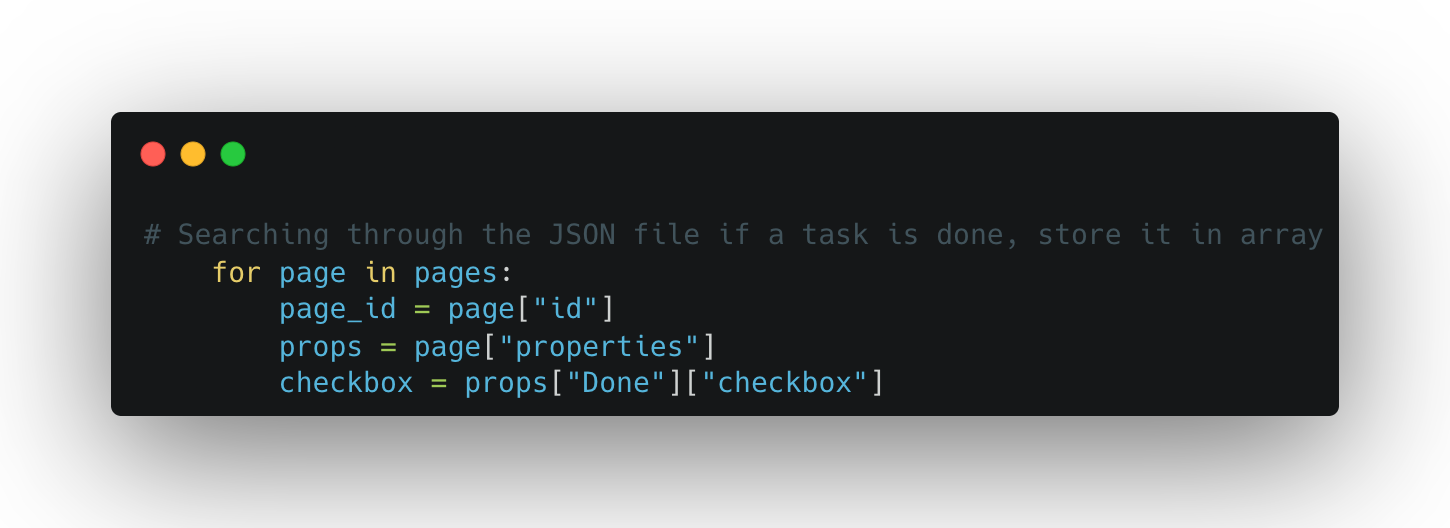 # Searching through the JSON file if a task is done, store it in array
    for page in pages:
        page_id = page["id"]
        props = page["properties"]
        checkbox = props["Done"]["checkbox"]